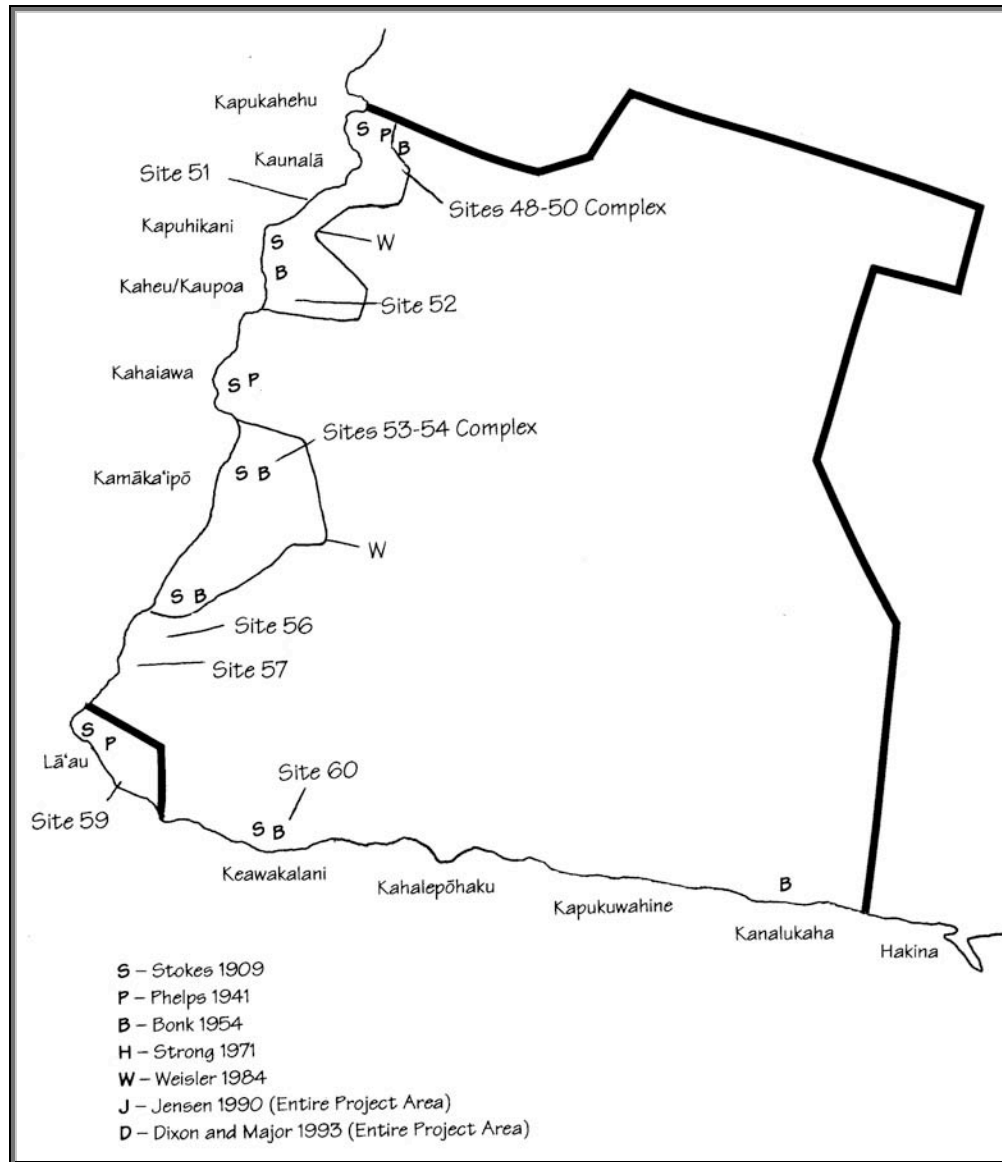 Kapukahehu
S P B
Kaunalā
Site 51
Sites 48-50 Complex
Kapuhikani
S
W
B
Kaheu/Kaupoa
Site 52
Kahaiawa
S P
Sites 53-54 Complex
Kamāka'ipō
S B
W
S B
Site 56
Site 57
S P
Lā'au
Site 60
Site 59
S B
Keawakalani
Kahalepōhaku
B
Kapukuwahine
Kanalukaha
Hakina
S – Stokes 1909
P – Phelps 1941
B – Bonk 1954
H – Strong 1971
W – Weisler 1984
J – Jensen 1990 (Entire Project Area)
D – Dixon and Major 1993 (Entire Project Area)